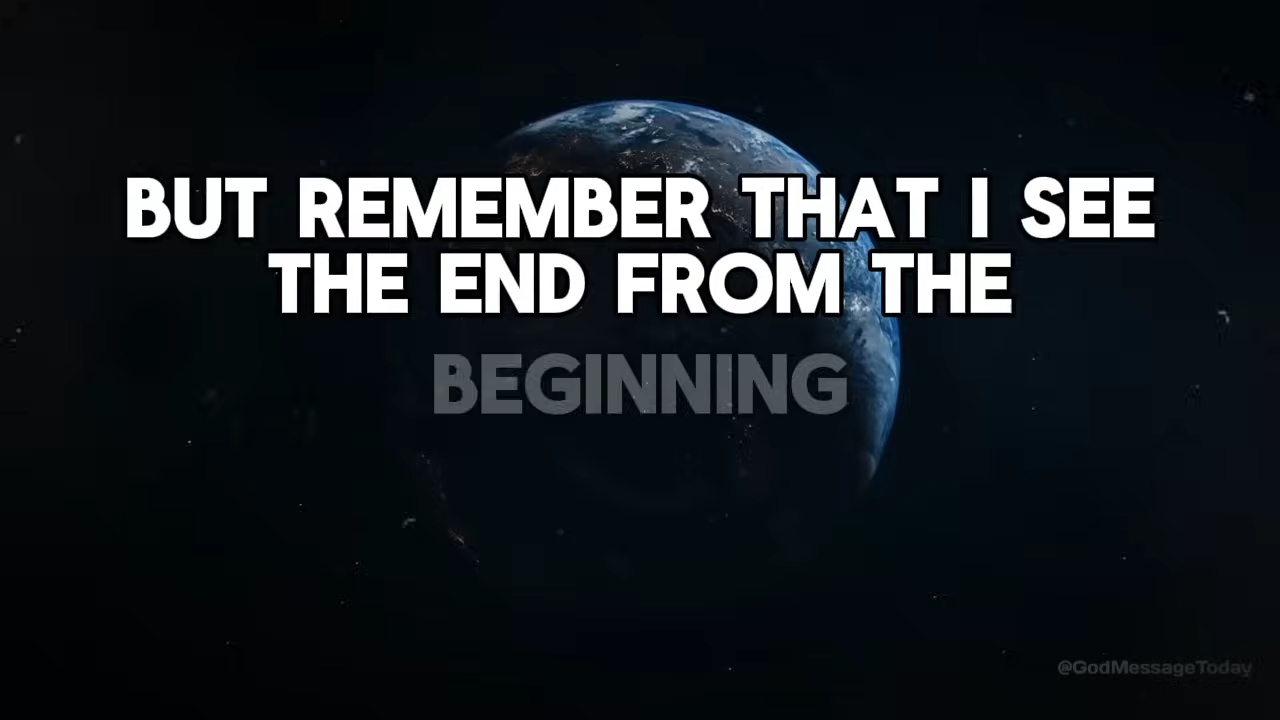 BUT REMEMBER THAT I SEE
THE END FROM THE
BEGINNING
@GodMessageToday